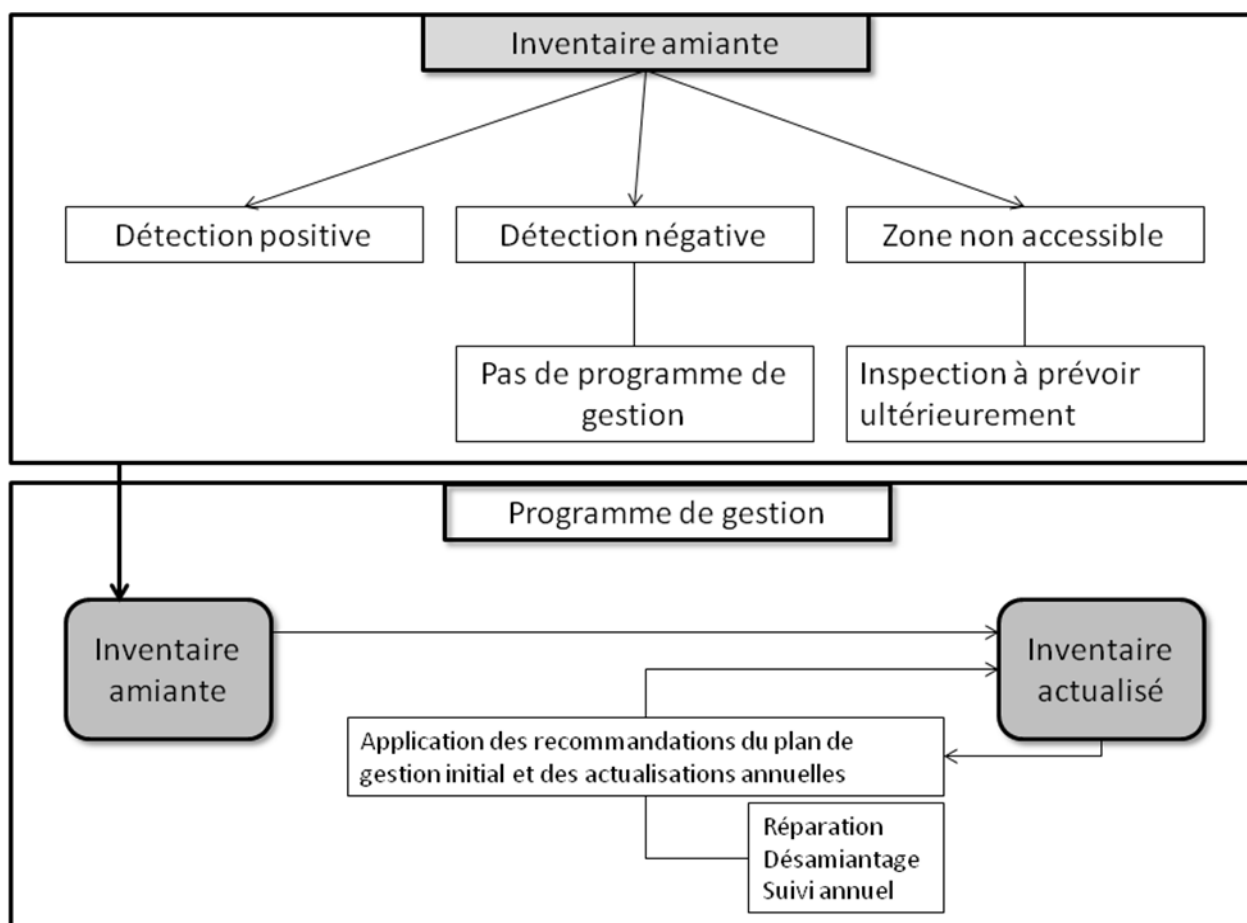 Inventaire amiante
Détection positive
Détection négative
Zone non accessible
Pas de programme de
gestion
Inspection à prévoir
ultérieurement
Programme de gestion
Inventaire
amiante
Inventaire
actualisé
Application des recommandations du plan de
gestion initial et des actualisations annuelles
Réparation
Désamiantage
Suivi annuel